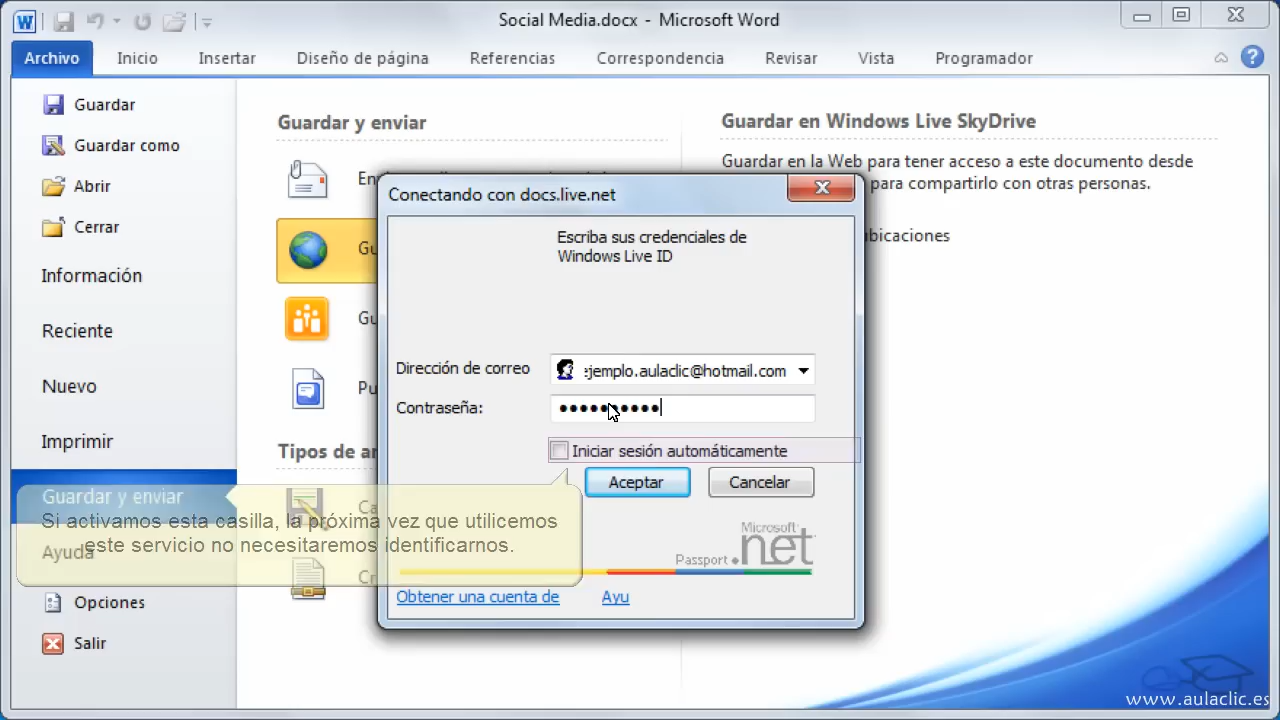 Social Media.docx - Microsoft Word
Archivo Inicio Insertar Diseño de página Referencias Correspondencia Revisar Vista Programador
Guardar
Guardar como
Abrir
Cerrar
Información
Reciente
Nuevo
Imprimir
Guardar y enviar
Ayuda
Opciones
Salir
Guardar y enviar
Tipos de
Guardar en Windows Live SkyDrive
Guardar en la Web para tener acceso a este documento desde
para compartirlo con otras personas.
Conectando con docs.live.net
Escriba sus credenciales de
Windows Live ID
Dirección de correo
ejemplo.aulaclic@hotmail.com
Contraseña:
Iniciar sesión automáticamente
Aceptar Cancelar
Microsoft
Passport .net
Obtener una cuenta de Ayu
Si activamos esta casilla, la próxima vez que utilicemos
este servicio no necesitaremos identificarnos.
www.aulaclic.es